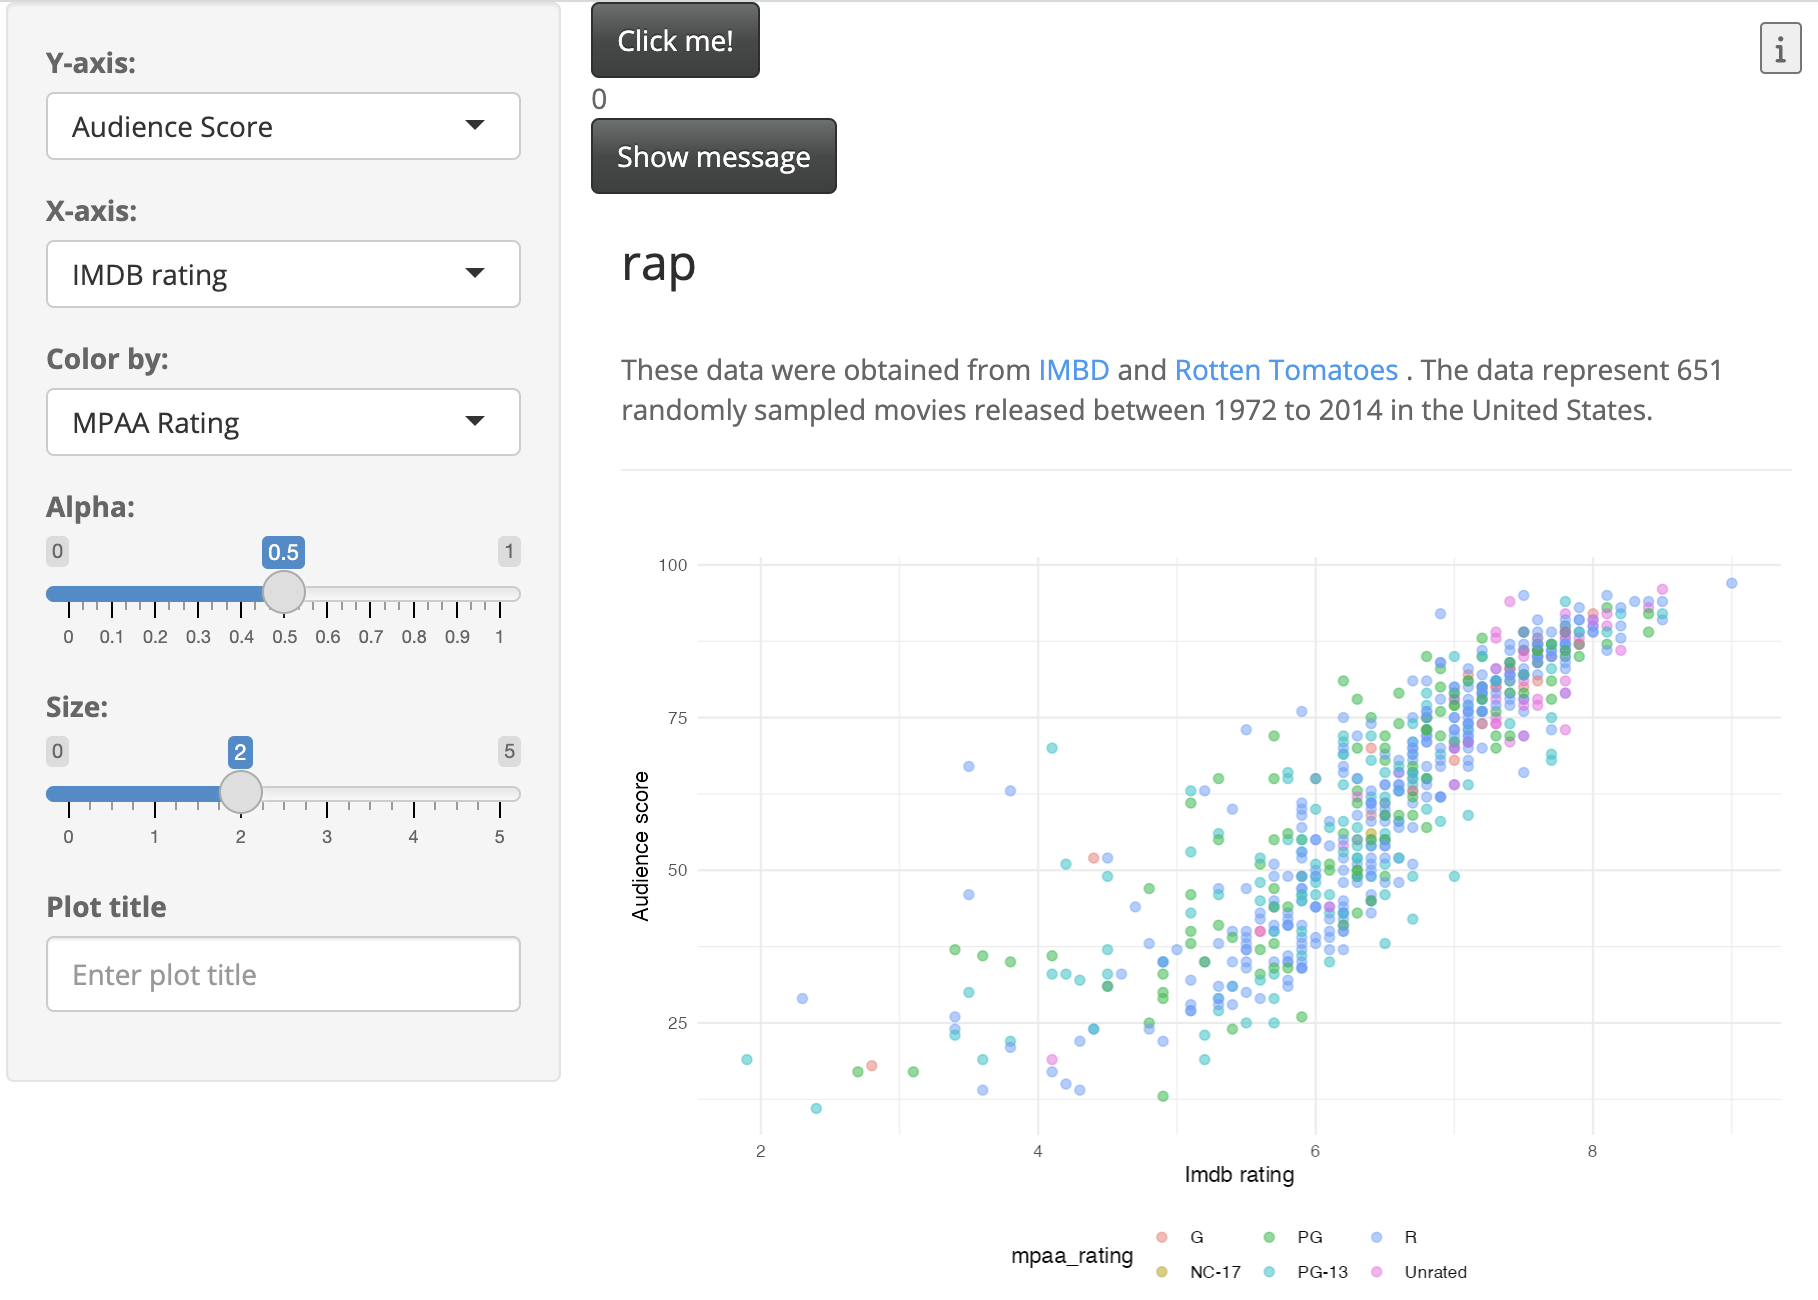 Y-axis:
Audience Score
X-axis:
IMDB rating
Color by:
MPAA Rating
Alpha:
0 0.5 1
0 0.1 0.2 0.3 0.4 0.5 0.6 0.7 0.8 0.9 1
Size:
0 2 5
0 1 2 3 4 5
Plot title
Enter plot title
Click me!
0
Show message
i
rap
These data were obtained from IMBD and Rotten Tomatoes . The data represent 651
randomly sampled movies released between 1972 to 2014 in the United States.
100
75
50
25
Audience score
2 4 6 8
Imdb rating
mpaa_rating
G PG R
NC-17 PG-13 Unrated